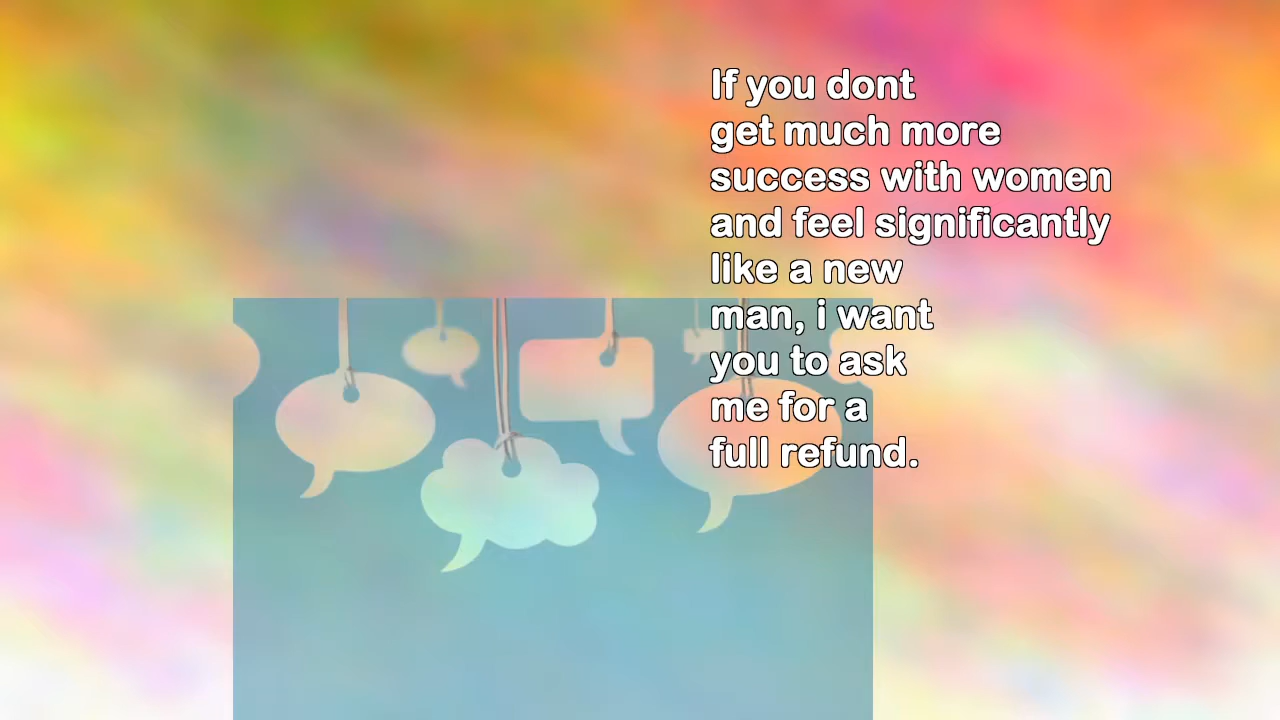 If you dont
get much more
success with women
and feel significantly
like a new
man, i want
you to ask
me for a
full refund.